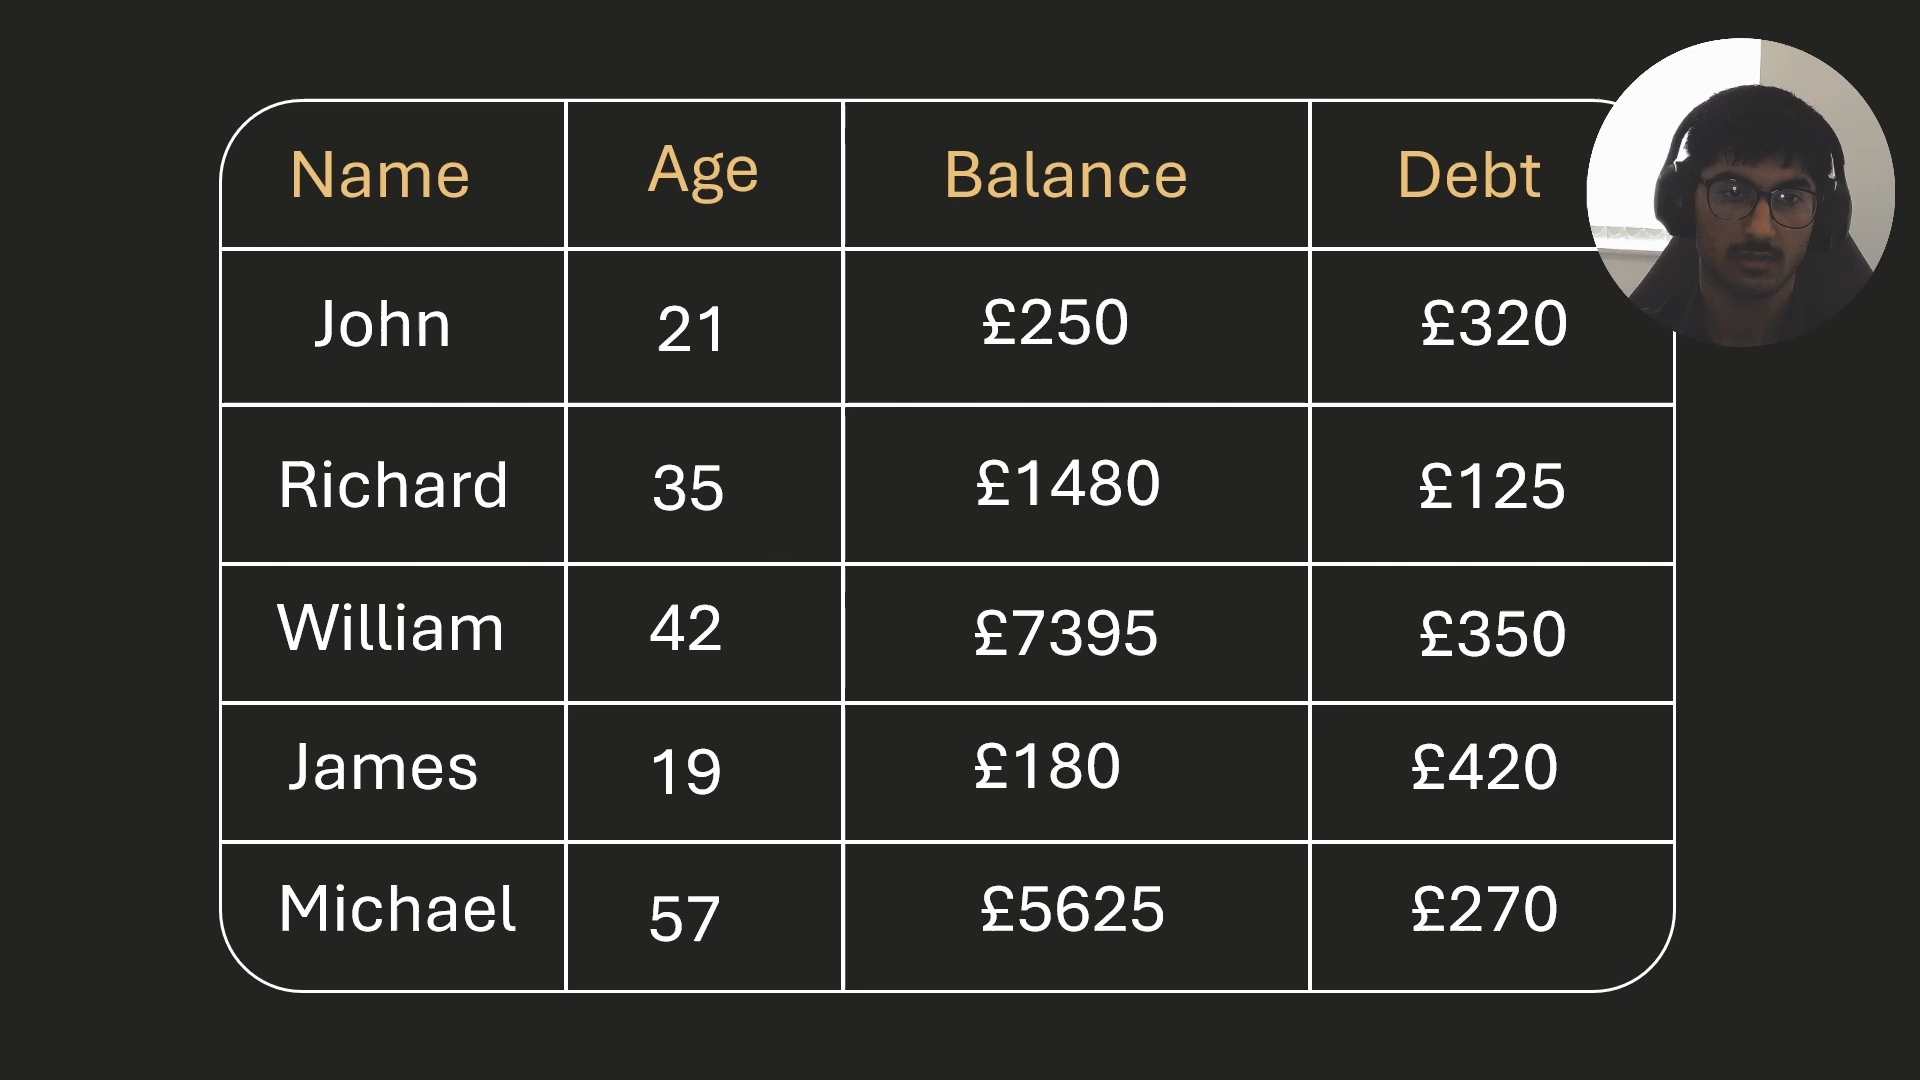 Name Age Balance Debt
John 21 £250 £320
Richard 35 £1480 £125
William 42 £7395 £350
James 19 £180 £420
Michael 57 £5625 £270